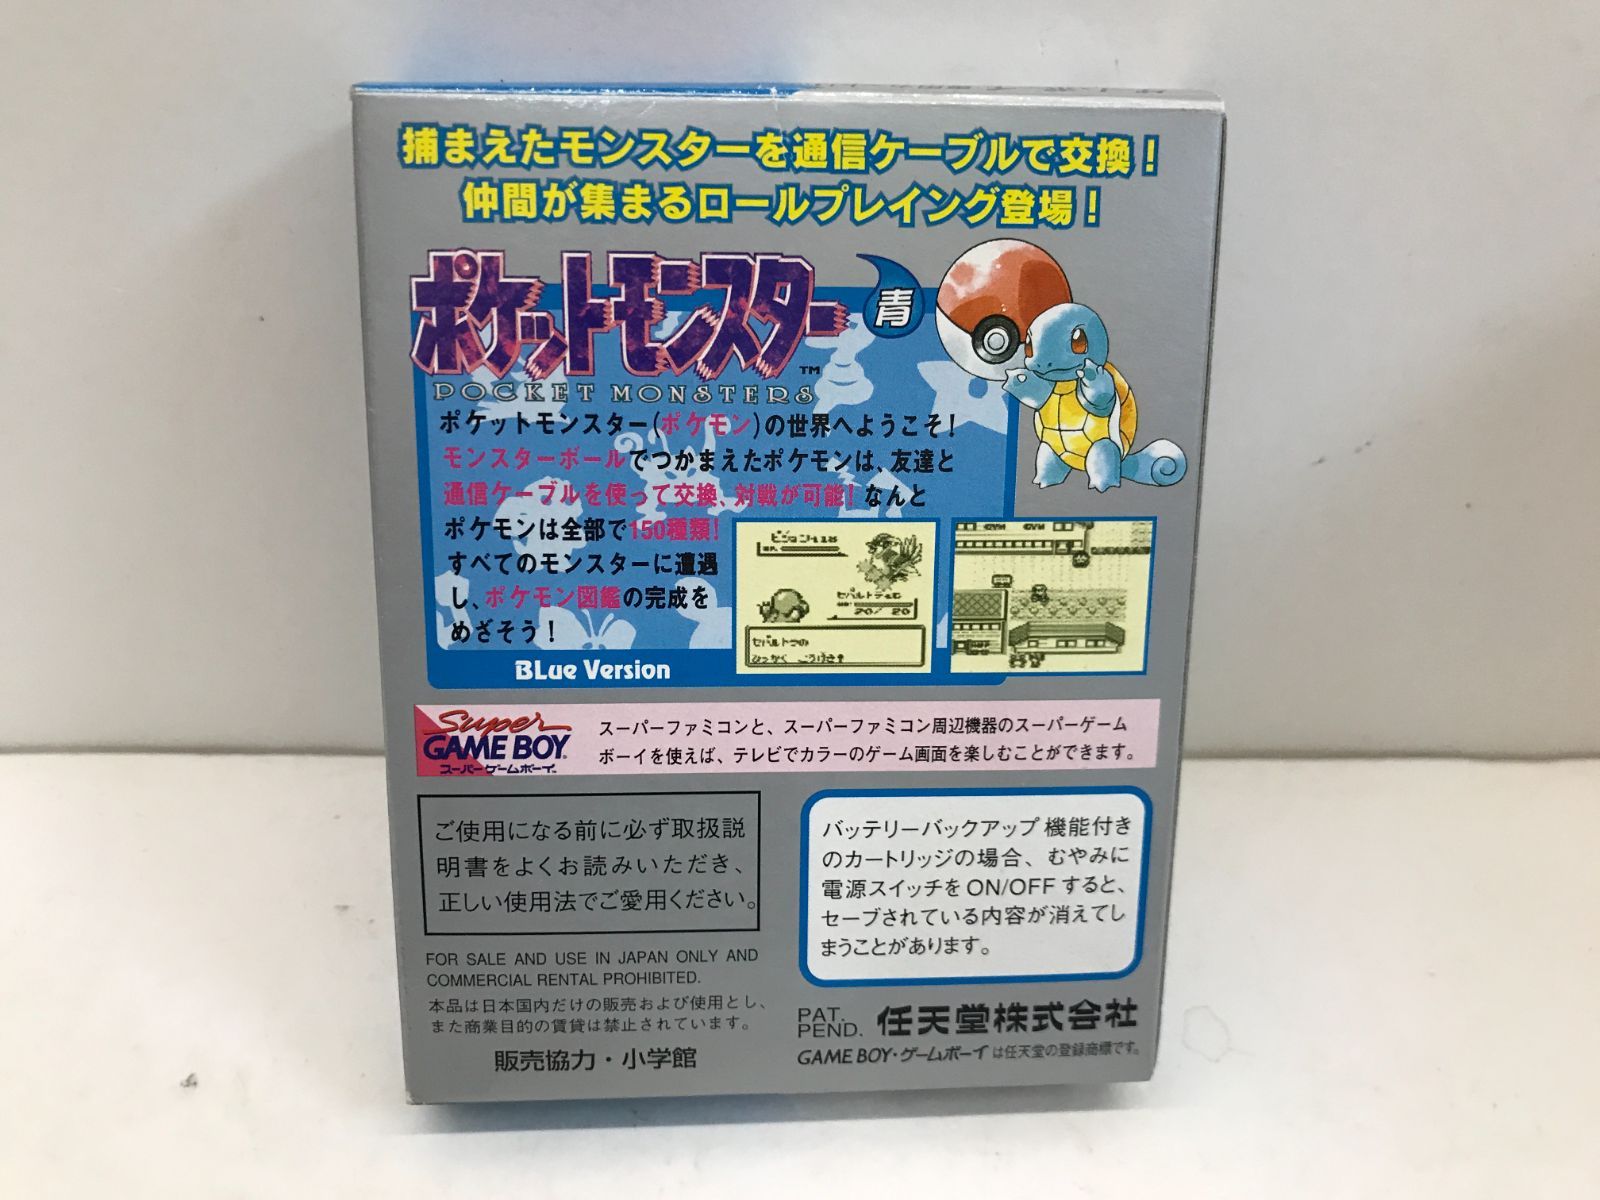 捕まえたモンスターを通信ケーブルで交換！
仲間が集まるロールプレイング登場！
ポケットモンスター 青
TM
POCKET MONSTERS
ポケットモンスター(ポケモン)の世界へようこそ！
モンスターボールでつかまえたポケモンは、友達と
通信ケーブルを使って交換、対戦が可能！なんと
ポケモンは全部で150種類！
すべてのモンスターに遭遇
し、ポケモン図鑑の完成を
めざそう！
BLue Version
20/ 20
GYM GYM
Super
GAME BOY
スーパーゲームボーイ
スーパーファミコンと、スーパーファミコン周辺機器のスーパーゲーム
ボーイを使えば、テレビでカラーのゲーム画面を楽しむことができます。
ご使用になる前に必ず取扱説
明書をよくお読みいただき、
正しい使用法でご愛用ください。
バッテリーバックアップ機能付き
のカートリッジの場合、むやみに
電源スイッチをON/OFFすると、
セーブされている内容が消えてし
まうことがあります。
FOR SALE AND USE IN JAPAN ONLY AND
COMMERCIAL RENTAL PROHIBITED.
本品は日本国内だけの販売および使用とし、
また商業目的の賃貸は禁止されています。
販売協力・小学館
PAT.
PEND.
任天堂株式会社
GAME BOY・ゲームボーイは任天堂の登録商標です。